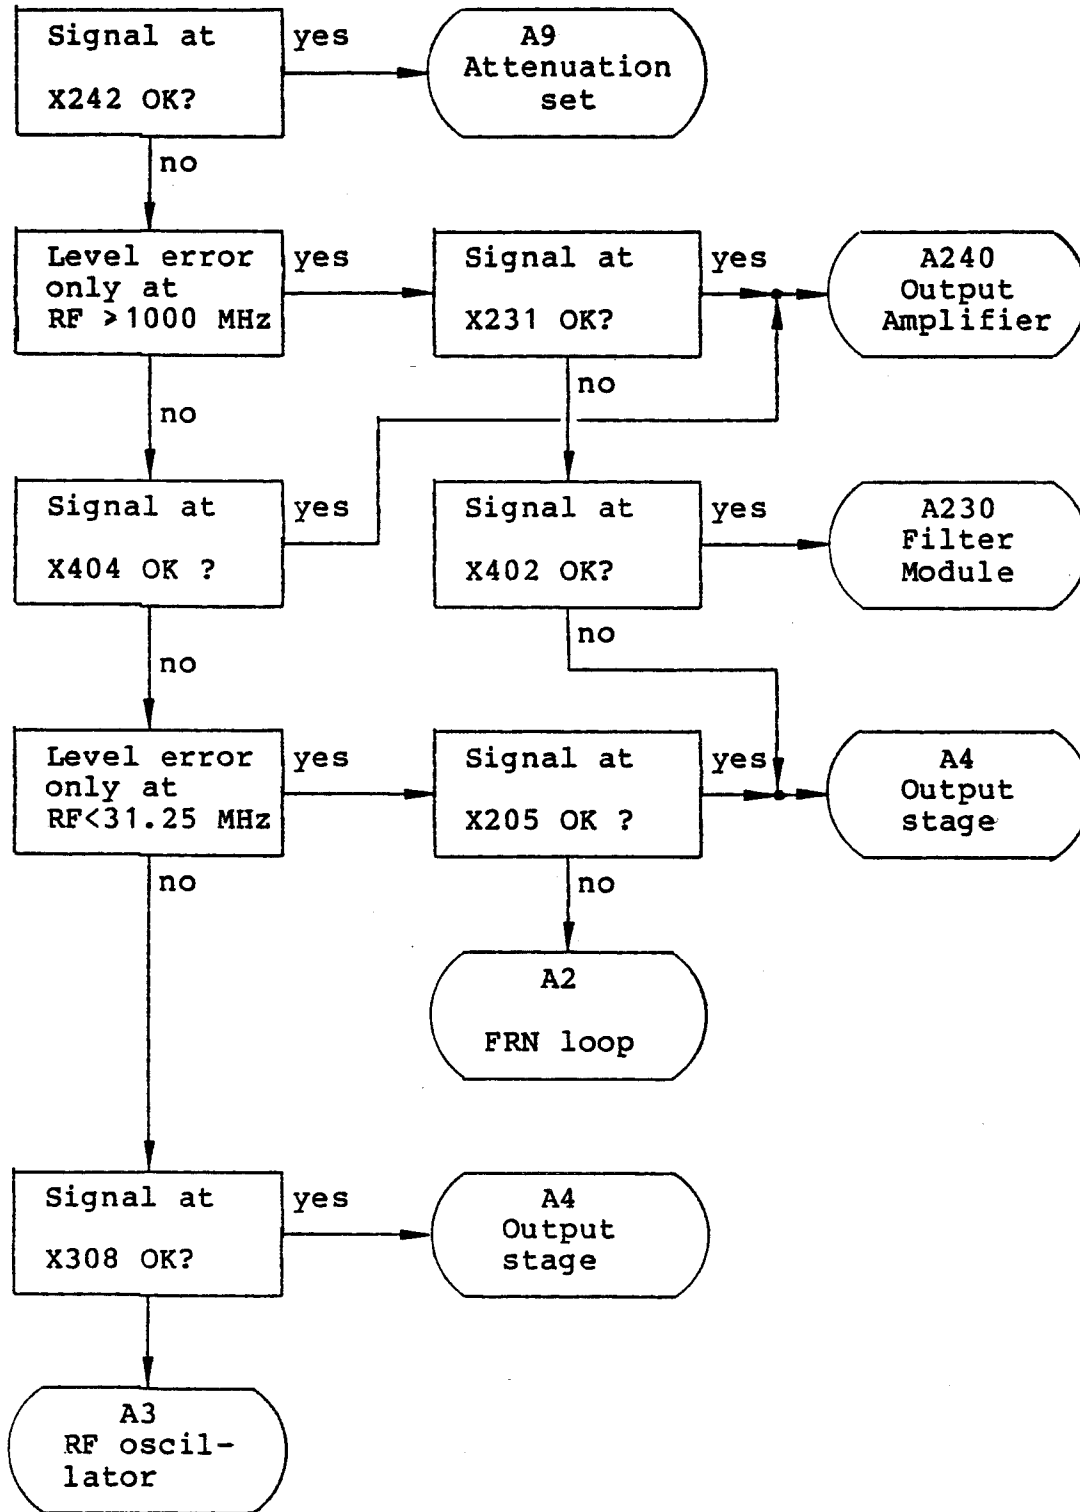 Signal at
X242 OK?
yes
A9
Attenuation
set
no
Level error
only at
RF >1000 MHz
yes
Signal at
X231 OK?
yes
A240
Output
Amplifier
no
no
Signal at
X404 OK ?
yes
Signal at
X402 OK?
yes
A230
Filter
Module
no
no
Level error
only at
RF<31.25 MHz
yes
Signal at
X205 OK ?
yes
A4
Output
stage
no
no
A2
FRN loop
Signal at
X308 OK?
yes
A4
Output
stage
A3
RF oscil-
lator